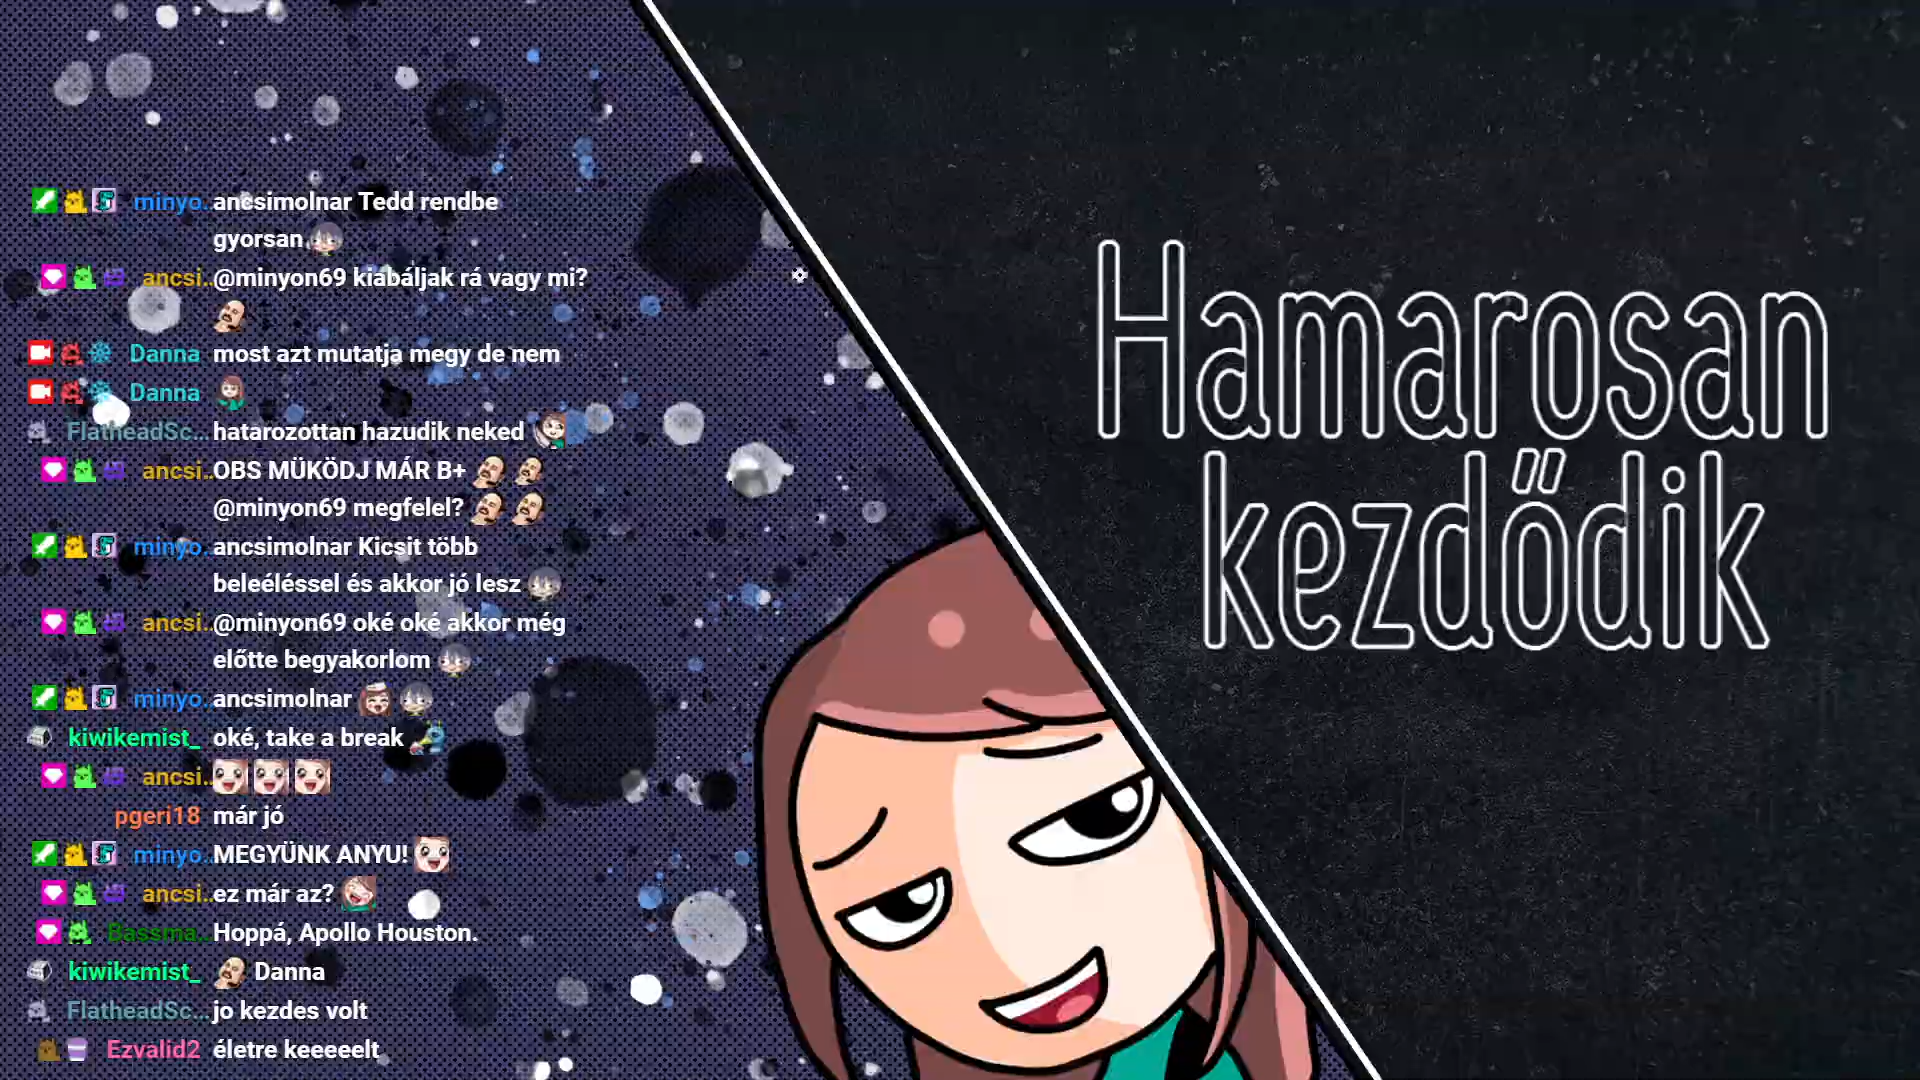 minyo..ancsimolnar Tedd rendbe
gyorsan
ancsi..@minyon69 kiabáljak rá vagy mi?
Danna most azt mutatja megy de nem
Danna
FlatheadSc... hatarozottan hazudik neked
ancsi..OBS MÜKÖDJ MÁR B+
@minyon69 megfelel?
minyo..ancsimolnar Kicsit több
beleéléssel és akkor jó lesz
ancsi..@minyon69 oké oké akkor még
előtte begyakorlom
minyo..ancsimolnar
kiwikemist_ oké, take a break
ancsi..
pgeri18 már jó
minyo..MEGYÜNK ANYU!
ancsi..ez már az?
Bassma..Hoppá, Apollo Houston.
kiwikemist_ Danna
FlatheadSc... jo kezdes volt
Ezvalid2 életre keeeeelt
Hamarosan
kezdődik